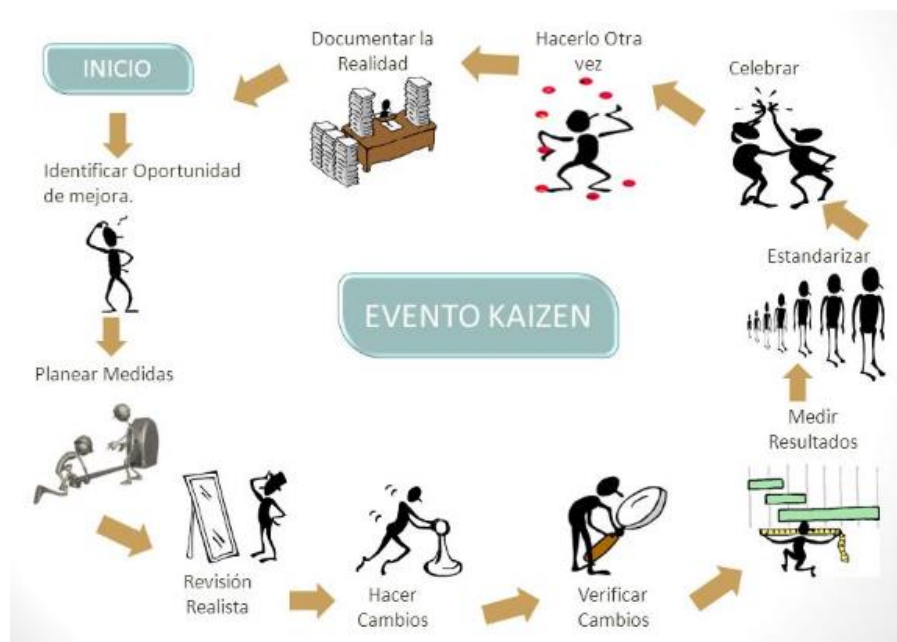 INICIO
Identificar Oportunidad
de mejora.
Planear Medidas
Revisión
Realista
Hacer
Cambios
Verificar
Cambios
Medir
Resultados
Estandarizar
Celebrar
Hacerlo Otra
vez
Documentar la
Realidad
EVENTO KAIZEN